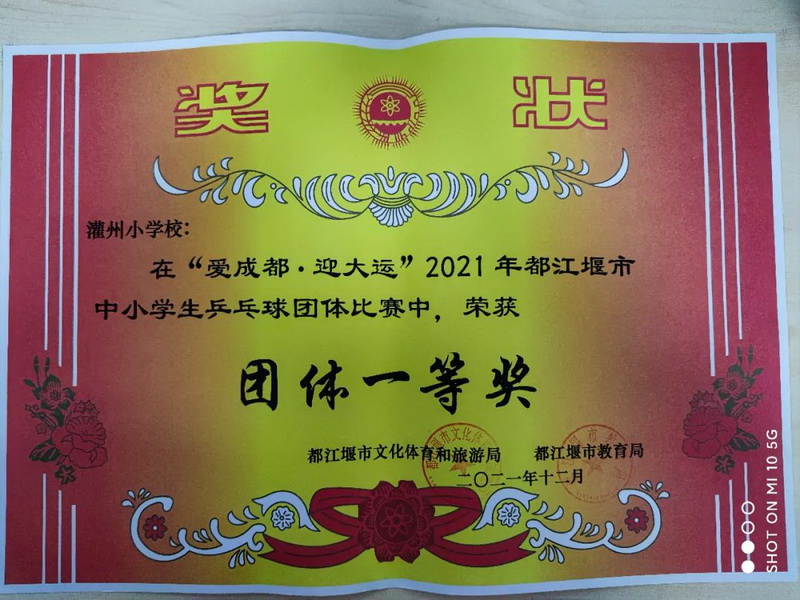 奖 状
灌州小学校：
在“爱成都·迎大运”2021年都江堰市
中小学生乒乓球团体比赛中，荣获
团体一等奖
都江堰市文化体育和旅游局 都江堰市教育局
二〇二一年十二月
SHOT ON MI 10 5G